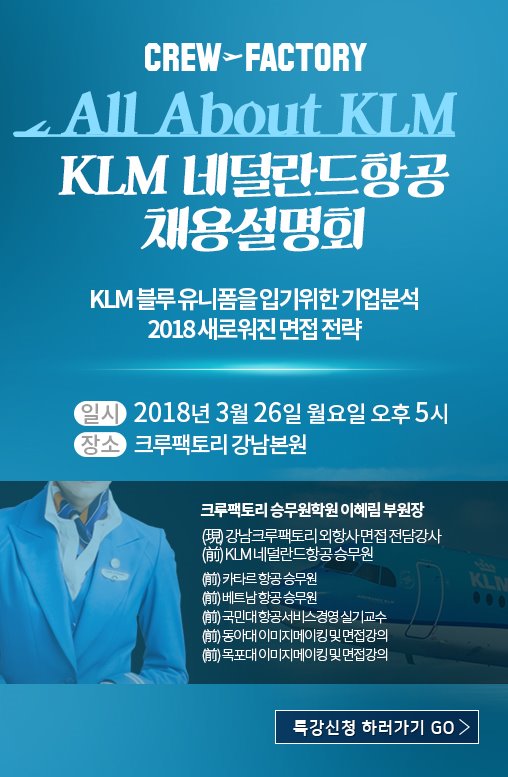 CREW FACTORY
All About KLM
KLM 네덜란드항공
채용설명회
KLM 블루 유니폼을 입기위한 기업분석
2018 새로워진 면접 전략
일시 2018년 3월 26일 월요일 오후 5시
장소 크루팩토리 강남본원
크루팩토리 승무원학원 이혜림 부원장
(現) 강남크루팩토리 외항사 면접 전담강사
(前) KLM 네덜란드항공 승무원
(前) 카타르 항공 승무원
(前) 베트남 항공 승무원
(前) 국민대 항공서비스경영 실기교수
(前) 동아대 이미지메이킹 및 면접강의
(前) 목포대 이미지메이킹 및 면접강의
KLM
특강신청 하러가기 GO >